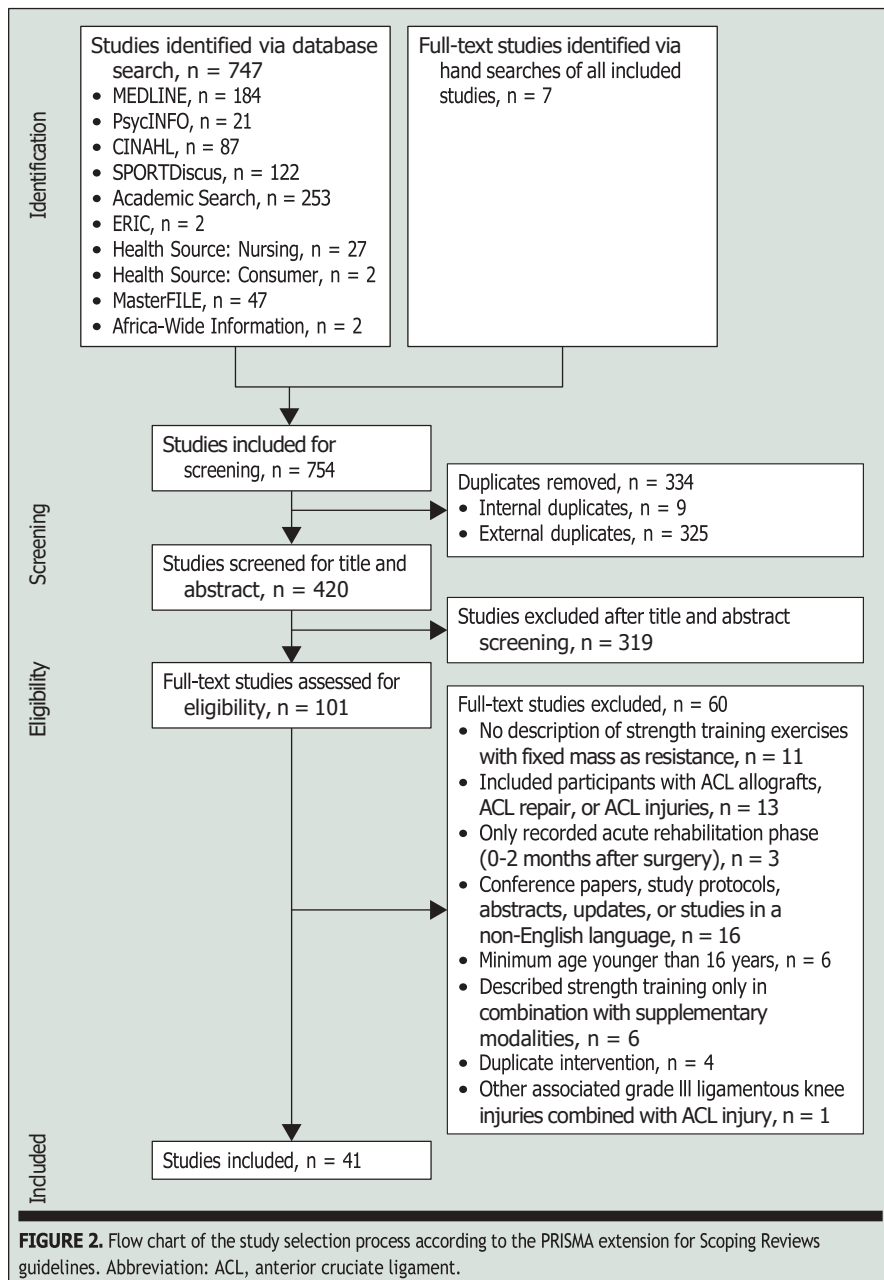 Identification
Studies identified via database
search, n = 747
• MEDLINE, n = 184
• PsycINFO, n = 21
• CINAHL, n = 87
• SPORTDiscus, n = 122
• Academic Search, n = 253
• ERIC, n = 2
• Health Source: Nursing, n = 27
• Health Source: Consumer, n = 2
• MasterFILE, n = 47
• Africa-Wide Information, n = 2
Full-text studies identified via
hand searches of all included
studies, n = 7
Screening
Studies included for
screening, n = 754
Duplicates removed, n = 334
• Internal duplicates, n = 9
• External duplicates, n = 325
Studies screened for title and
abstract, n = 420
Studies excluded after title and abstract
screening, n = 319
Eligibility
Full-text studies assessed for
eligibility, n = 101
Full-text studies excluded, n = 60
• No description of strength training exercises
with fixed mass as resistance, n = 11
• Included participants with ACL allografts,
ACL repair, or ACL injuries, n = 13
• Only recorded acute rehabilitation phase
(0-2 months after surgery), n = 3
• Conference papers, study protocols,
abstracts, updates, or studies in a
non-English language, n = 16
• Minimum age younger than 16 years, n = 6
• Described strength training only in
combination with supplementary
modalities, n = 6
• Duplicate intervention, n = 4
• Other associated grade III ligamentous knee
injuries combined with ACL injury, n = 1
Included
Studies included, n = 41
FIGURE 2. Flow chart of the study selection process according to the PRISMA extension for Scoping Reviews
guidelines. Abbreviation: ACL, anterior cruciate ligament.